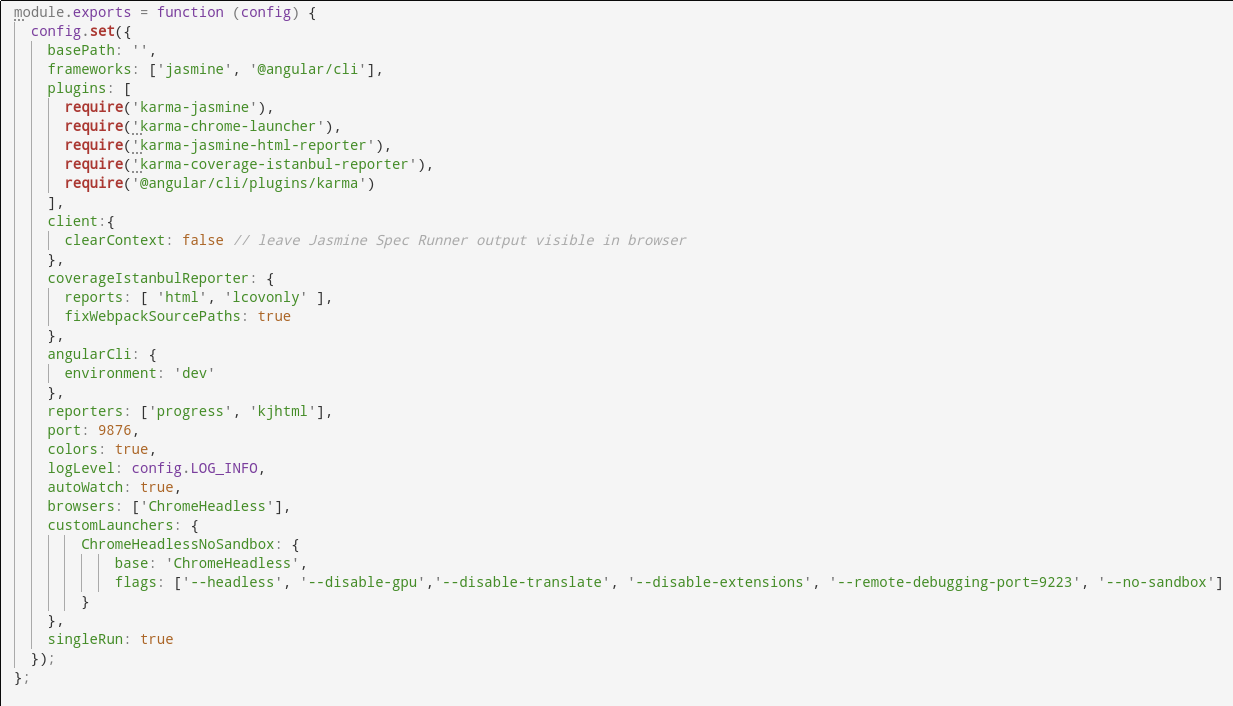 module.exports = function (config) {
  config.set({
    basePath: '',
    frameworks: ['jasmine', '@angular/cli'],
    plugins: [
      require('karma-jasmine'),
      require('karma-chrome-launcher'),
      require('karma-jasmine-html-reporter'),
      require('karma-coverage-istanbul-reporter'),
      require('@angular/cli/plugins/karma')
    ],
    client:{
      clearContext: false // leave Jasmine Spec Runner output visible in browser
    },
    coverageIstanbulReporter: {
      reports: [ 'html', 'lcovonly' ],
      fixWebpackSourcePaths: true
    },
    angularCli: {
      environment: 'dev'
    },
    reporters: ['progress', 'kjhtml'],
    port: 9876,
    colors: true,
    logLevel: config.LOG_INFO,
    autoWatch: true,
    browsers: ['ChromeHeadless'],
    customLaunchers: {
        ChromeHeadlessNoSandbox: {
            base: 'ChromeHeadless',
            flags: ['--headless', '--disable-gpu','--disable-translate', '--disable-extensions', '--remote-debugging-port=9223', '--no-sandbox']
        }
    },
    singleRun: true
  });
};